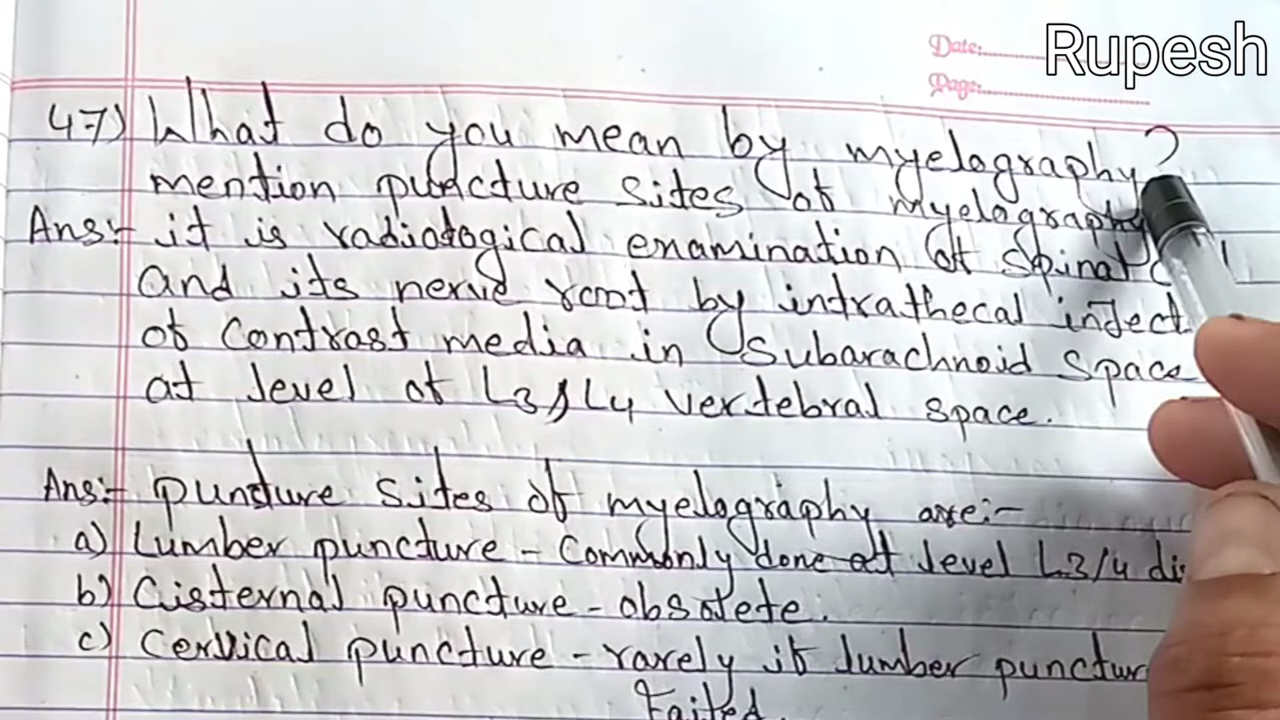 Rupesh
Date:
Page:
47) What do you mean by myelography?
mention puncture sites of myelography
Ans:- it is radiological enamination of spinal
and its nerve root by intrathecal inject
of contrast media in subarachnoid space
at level of L3/L4 vertebral space.
Ans:- puncture sites of myelography are:-
a) Lumber puncture - commonly done at level L3/4 di
b) Cisternal puncture - obsolete.
c) Cervical puncture - rarely if lumber punctur
failed.